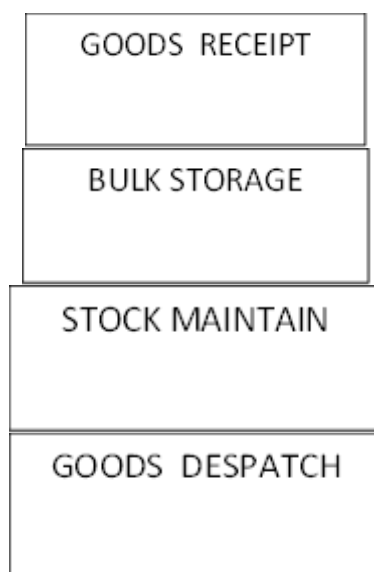 GOODS RECEIPT
BULK STORAGE
STOCK MAINTAIN
GOODS DESPATCH